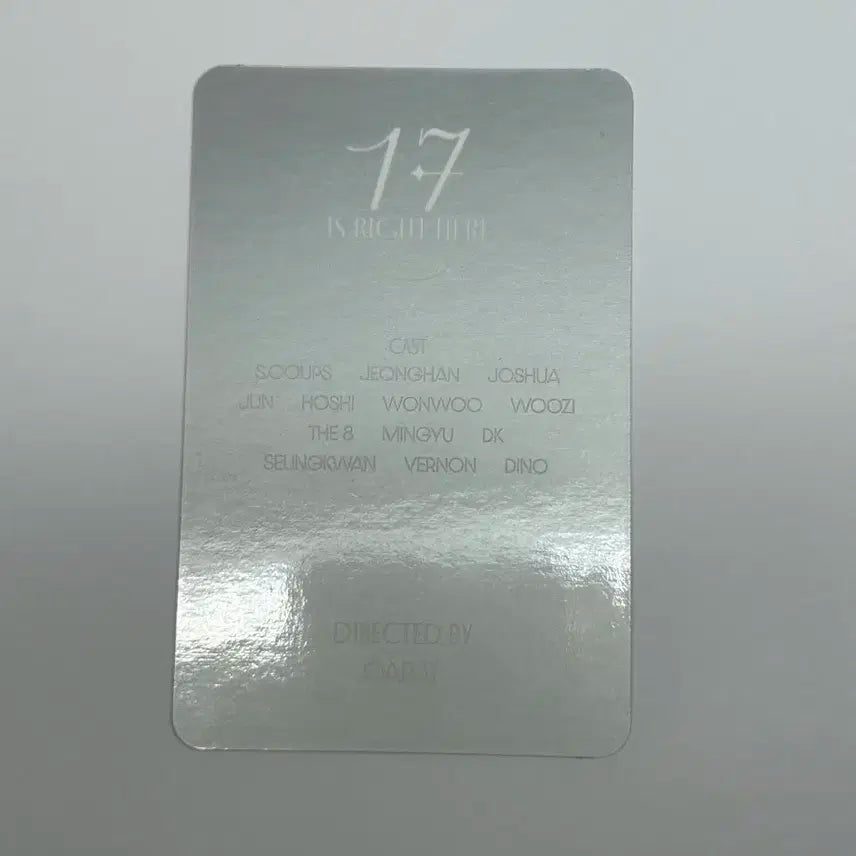 17
IS RIGHT HERE
CAST
S.COUPS JEONGHAN JOSHUA
JUN HOSHI WONWOO WOOZI
THE 8 MINGYU DK
SEUNGKWAN VERNON DINO
DIRECTED BY
CARAT